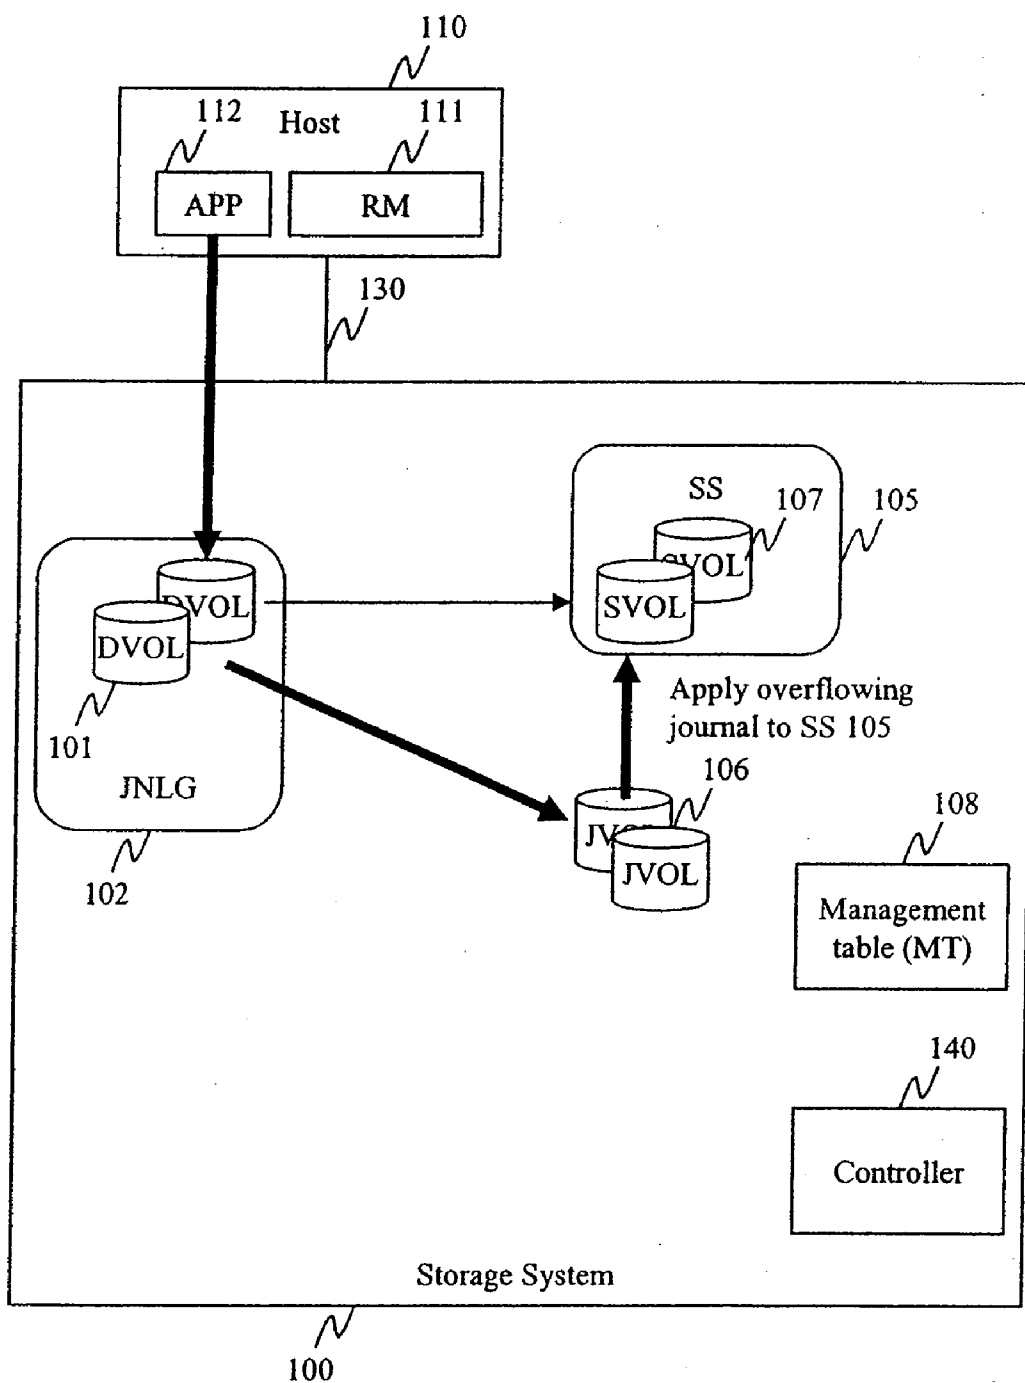 110
112
Host
111
APP
RM
130
SS
107
105
DVOL
SVOL
SVOL
DVOL
101
Apply overflowing
journal to SS 105
JNLG
106
102
JVOL
JVOL
108
Management
table (MT)
140
Controller
Storage System
100